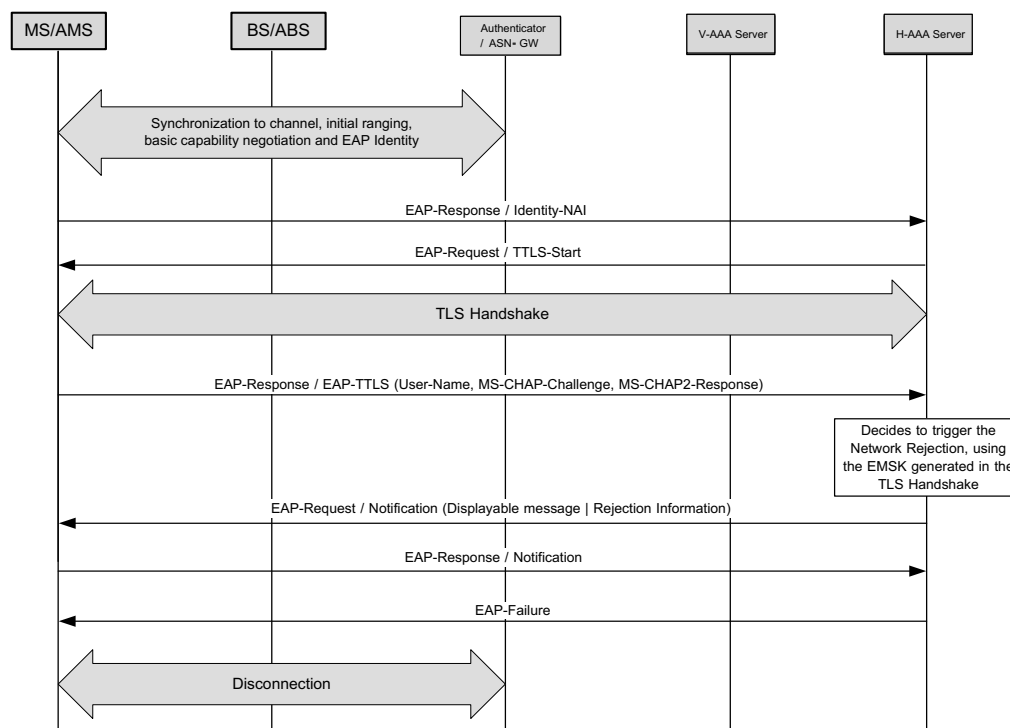 MS/AMS
BS/ABS
Authenticator
/ ASN- GW
V-AAA Server
H-AAA Server
Synchronization to channel, initial ranging,
basic capability negotiation and EAP Identity
EAP-Response / Identity-NAI
EAP-Request / TTLS-Start
TLS Handshake
EAP-Response / EAP-TTLS (User-Name, MS-CHAP-Challenge, MS-CHAP2-Response)
Decides to trigger the
Network Rejection, using
the EMSK generated in the
TLS Handshake
EAP-Request / Notification (Displayable message | Rejection Information)
EAP-Response / Notification
EAP-Failure
Disconnection